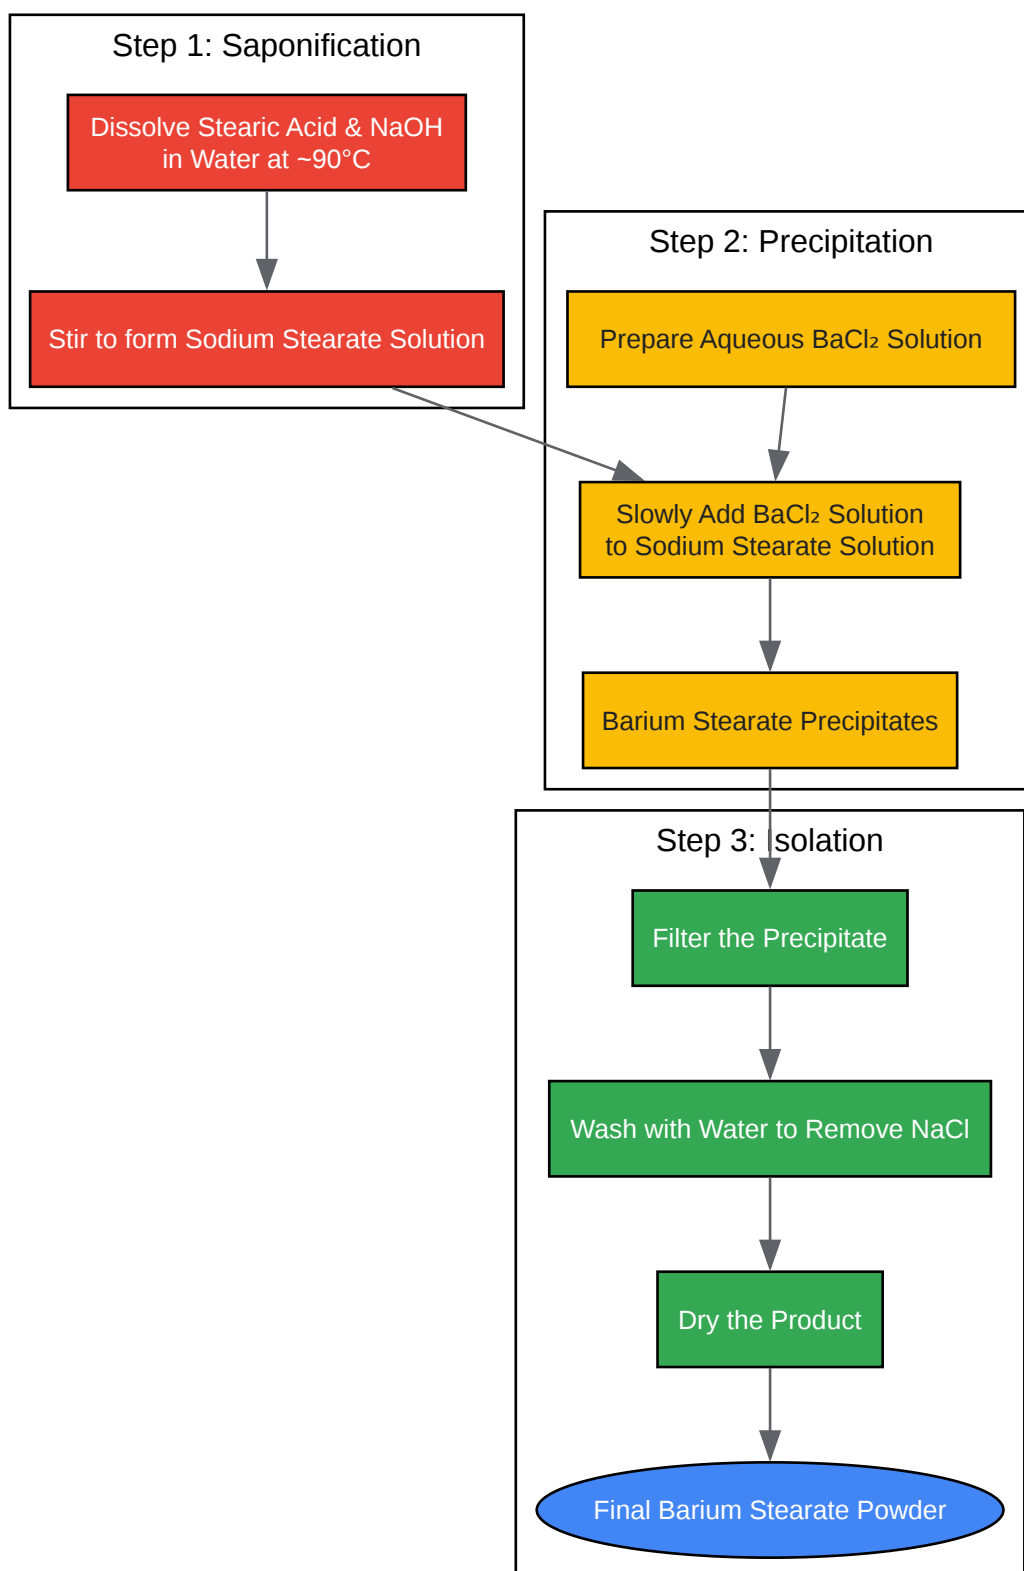 Step 1: Saponification
Dissolve Stearic Acid & NaOH
in Water at ~90°C
Stir to form Sodium Stearate Solution
Step 2: Precipitation
Prepare Aqueous BaCl₂ Solution
Slowly Add BaCl₂ Solution
to Sodium Stearate Solution
Barium Stearate Precipitates
Step 3: Isolation
Filter the Precipitate
Wash with Water to Remove NaCl
Dry the Product
Final Barium Stearate Powder